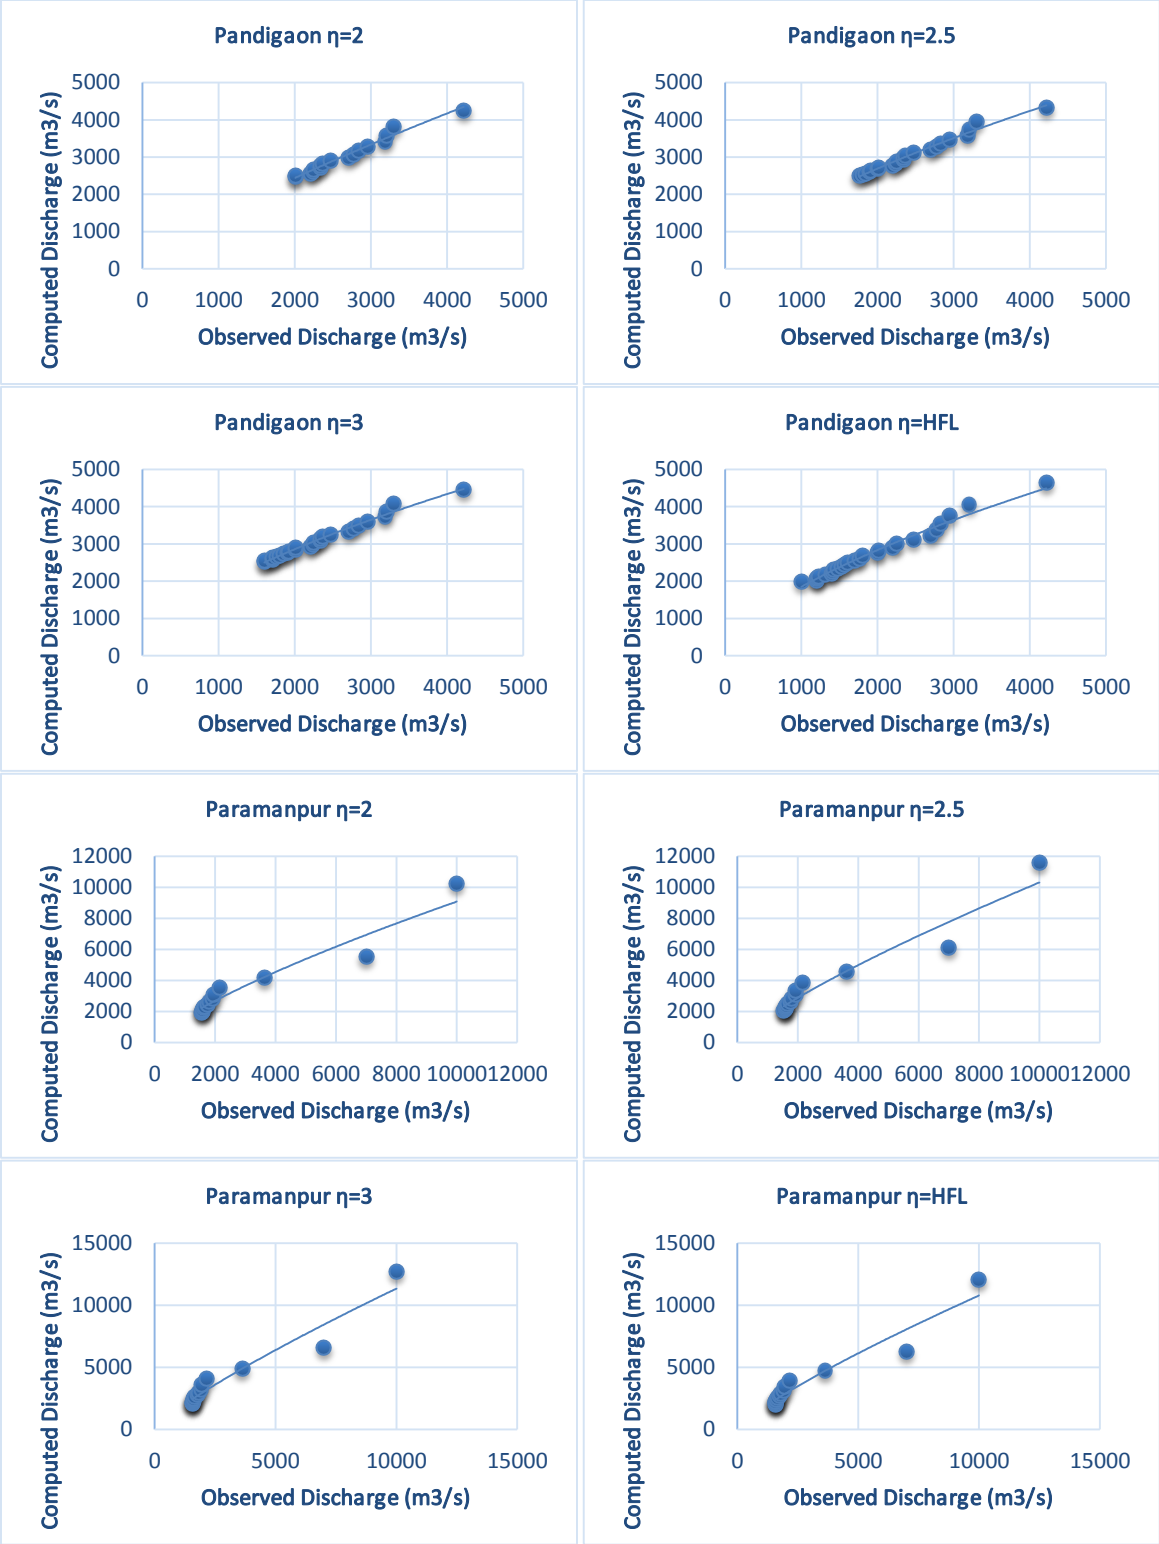 Pandigaon η=2
Computed Discharge (m3/s)
5000
4000
3000
2000
1000
0
0 1000 2000 3000 4000 5000
Observed Discharge (m3/s)
Pandigaon η=2.5
Computed Discharge (m3/s)
5000
4000
3000
2000
1000
0
0 1000 2000 3000 4000 5000
Observed Discharge (m3/s)
Pandigaon η=3
Computed Discharge (m3/s)
5000
4000
3000
2000
1000
0
0 1000 2000 3000 4000 5000
Observed Discharge (m3/s)
Pandigaon η=HFL
Computed Discharge (m3/s)
5000
4000
3000
2000
1000
0
0 1000 2000 3000 4000 5000
Observed Discharge (m3/s)
Paramanpur η=2
Computed Discharge (m3/s)
12000
10000
8000
6000
4000
2000
0
0 2000 4000 6000 8000 10000 12000
Observed Discharge (m3/s)
Paramanpur η=2.5
Computed Discharge (m3/s)
12000
10000
8000
6000
4000
2000
0
0 2000 4000 6000 8000 10000 12000
Observed Discharge (m3/s)
Paramanpur η=3
Computed Discharge (m3/s)
15000
10000
5000
0
0 5000 10000 15000
Observed Discharge (m3/s)
Paramanpur η=HFL
Computed Discharge (m3/s)
15000
10000
5000
0
0 5000 10000 15000
Observed Discharge (m3/s)